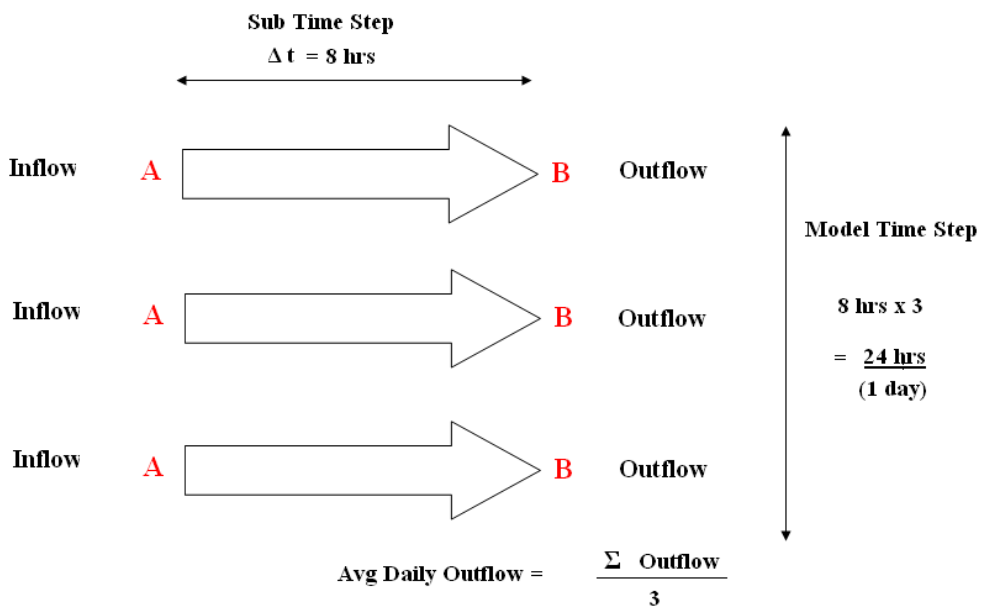 Sub Time Step
Δ t = 8 hrs
Inflow A B Outflow
Model Time Step
Inflow A B Outflow
8 hrs x 3
= 24 hrs
(1 day)
Inflow A B Outflow
Avg Daily Outflow = Σ Outflow
3